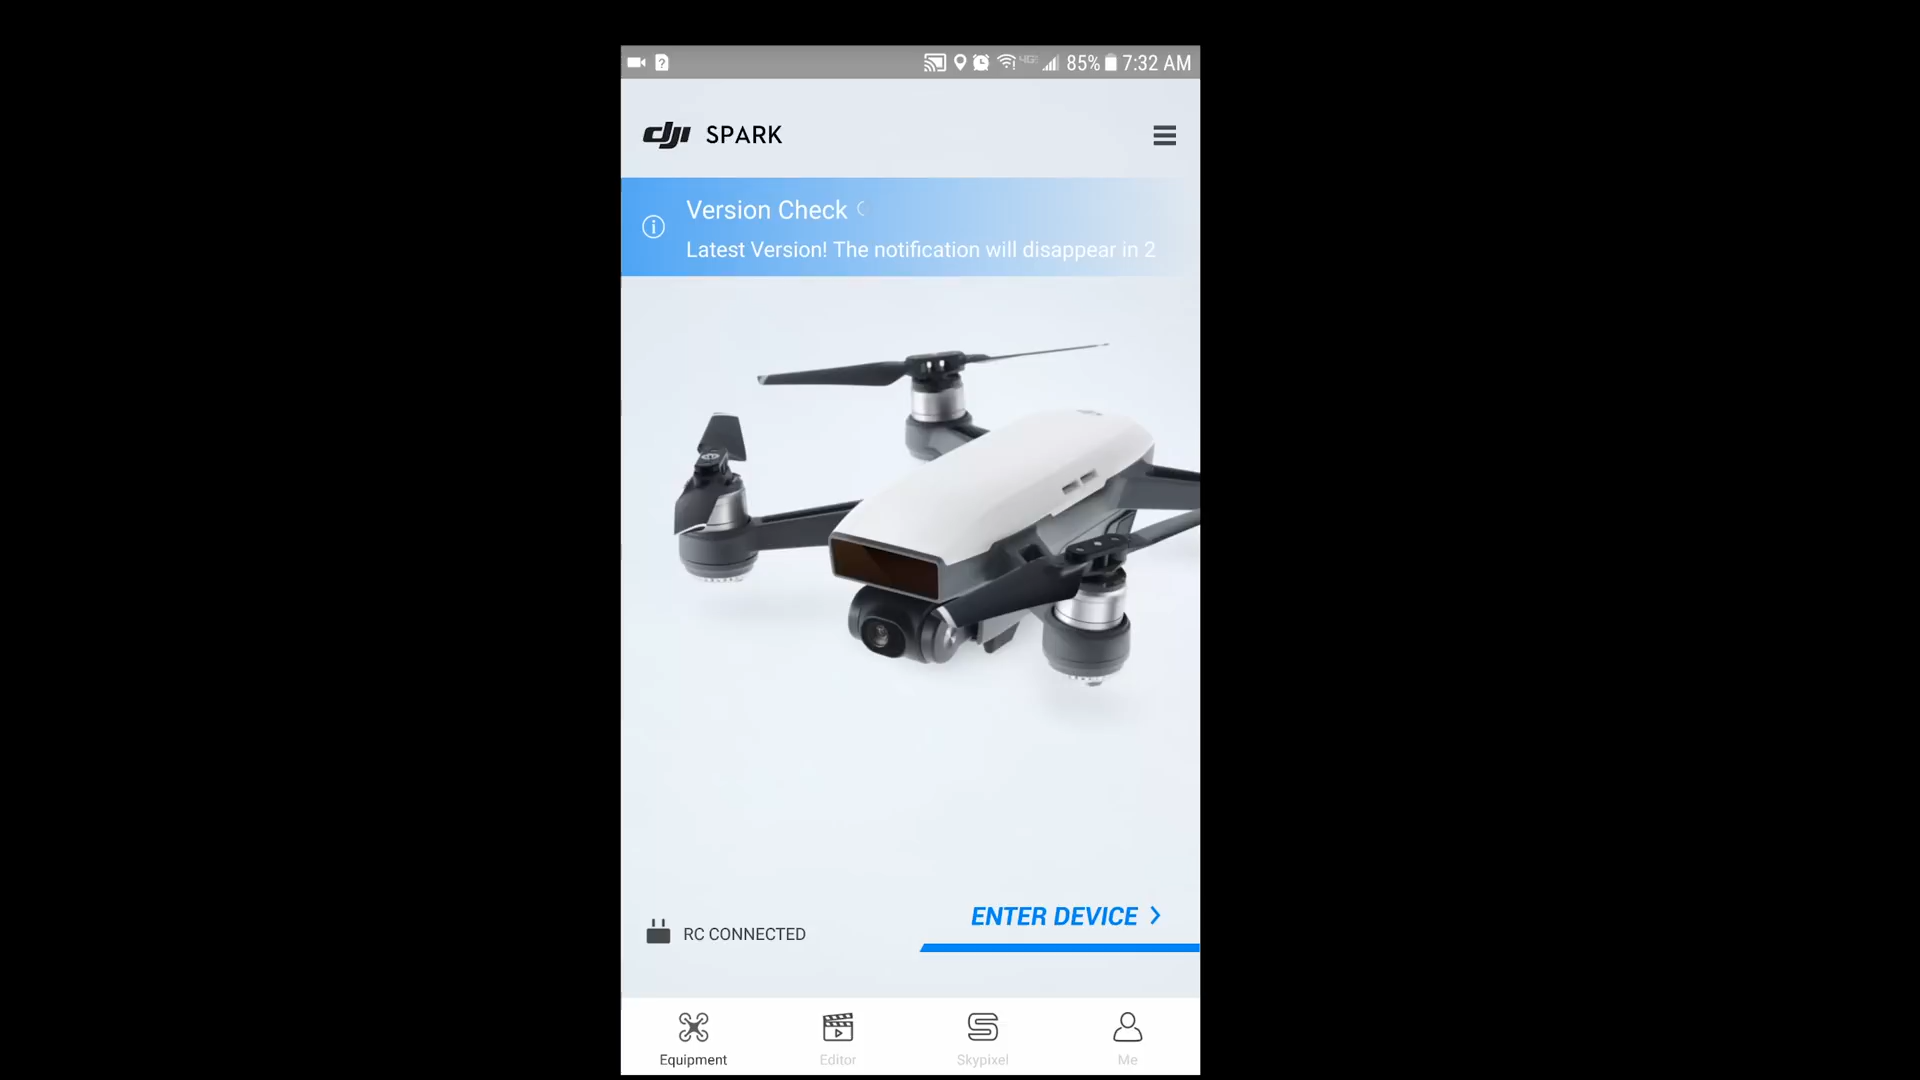 85% 7:32 AM
dji SPARK
Version Check
Latest Version! The notification will disappear in 2
RC CONNECTED
ENTER DEVICE
Equipment
Editor
Skypixel
Me